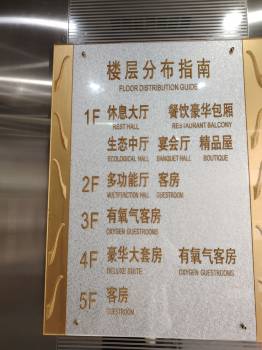 楼层分布指南
FLOOR DISTRIBUTION GUIDE
1F 休息大厅 餐饮豪华包厢
REST HALL RESTAURANT BALCONY
生态中厅 宴会厅 精品屋
ECOLOGICAL HALL BANQUET HALL BOUTIQUE
2F 多功能厅 客房
MULTIFUNCTION HALL GUESTROOM
3F 有氧气客房
OXYGEN GUESTROOMS
4F 豪华大套房 有氧气客房
DELUXE SUITE OXYGEN GUESTROOMS
5F 客房
GUESTROOM